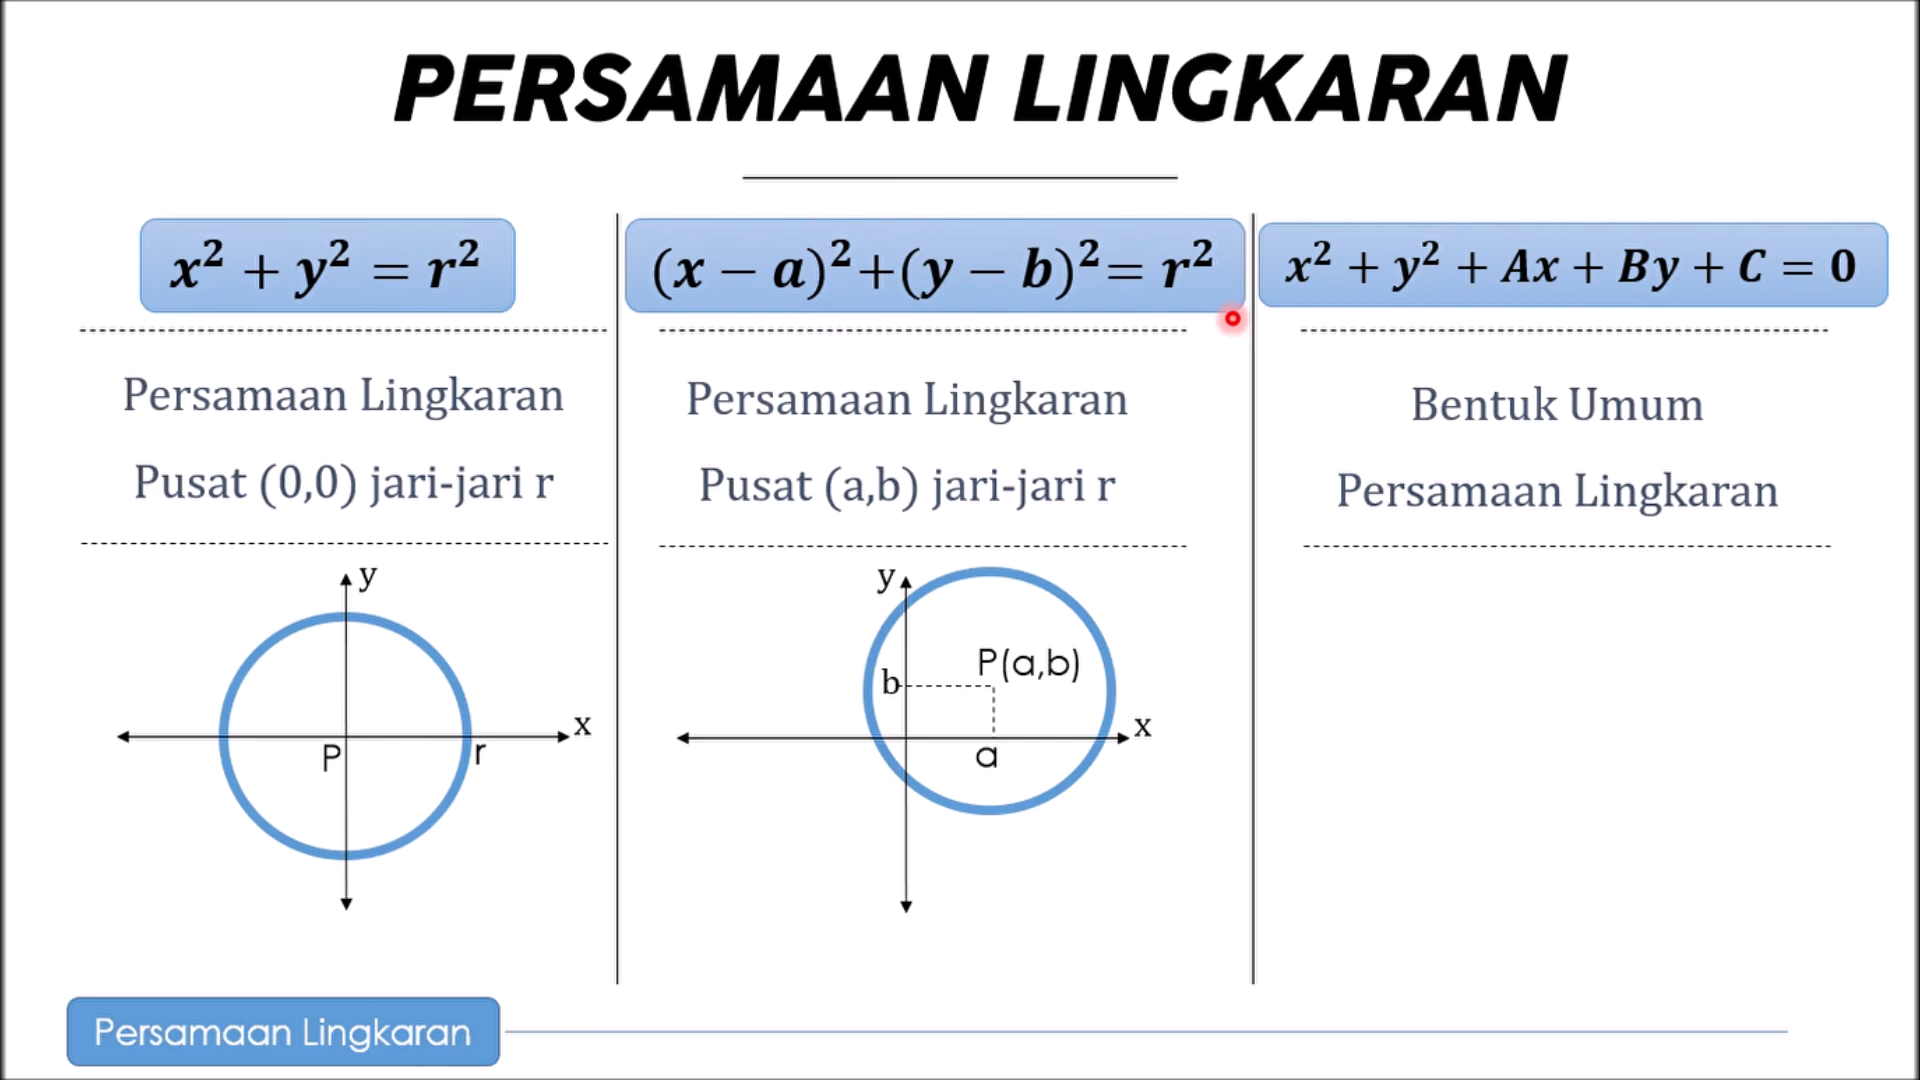 PERSAMAAN LINGKARAN
x² + y² = r²
Persamaan Lingkaran
Pusat (0,0) jari-jari r
y
x
P
r
(x − a)²+(y − b)²= r²
Persamaan Lingkaran
Pusat (a,b) jari-jari r
y
P(a,b)
b
x
a
x² + y² + Ax + By + C = 0
Bentuk Umum
Persamaan Lingkaran
Persamaan Lingkaran